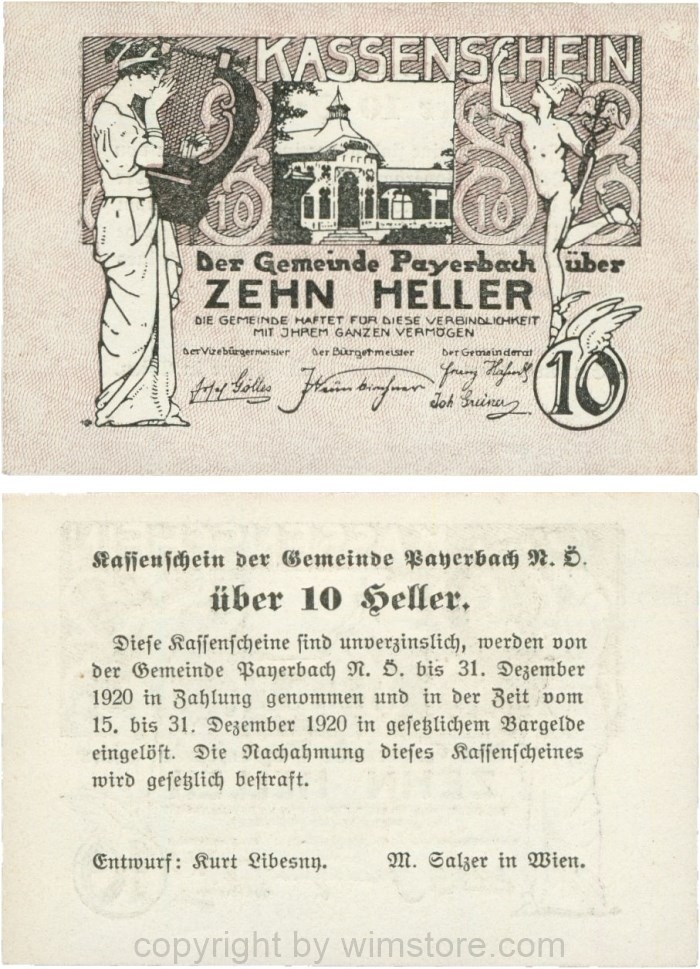 KASSENSCHEIN
10 10
Der Gemeinde Payerbach über
ZEHN HELLER
DIE GEMEINDE HAFTET FÜR DIESE VERBINDLICHKEIT
MIT JHREM GANZEN VERMÖGEN
der Vizebürgermeister der Bürgermeister der Gemeinderat
Josef
Joh Greiner
10
Kassenschein der Gemeinde Payerbach N. Ö.
über 10 Heller.
Diese Kassenscheine sind unverzinslich, werden von
der Gemeinde Payerbach N. Ö. bis 31. Dezember
1920 in Zahlung genommen und in der Zeit vom
15. bis 31. Dezember 1920 in gesetzlichem Bargelde
eingelöst. Die Nachahmung dieses Kassenscheines
wird gesetzlich bestraft.
Entwurf: Kurt Libesny. M. Salzer in Wien.
copyright by wimstore.com